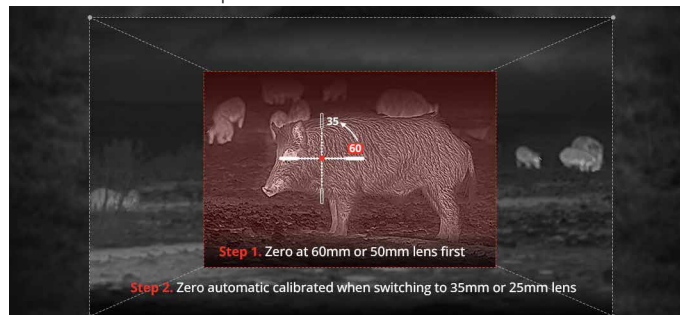 35
60
Step 1. Zero at 60mm or 50mm lens first
Step 2. Zero automatic calibrated when switching to 35mm or 25mm lens